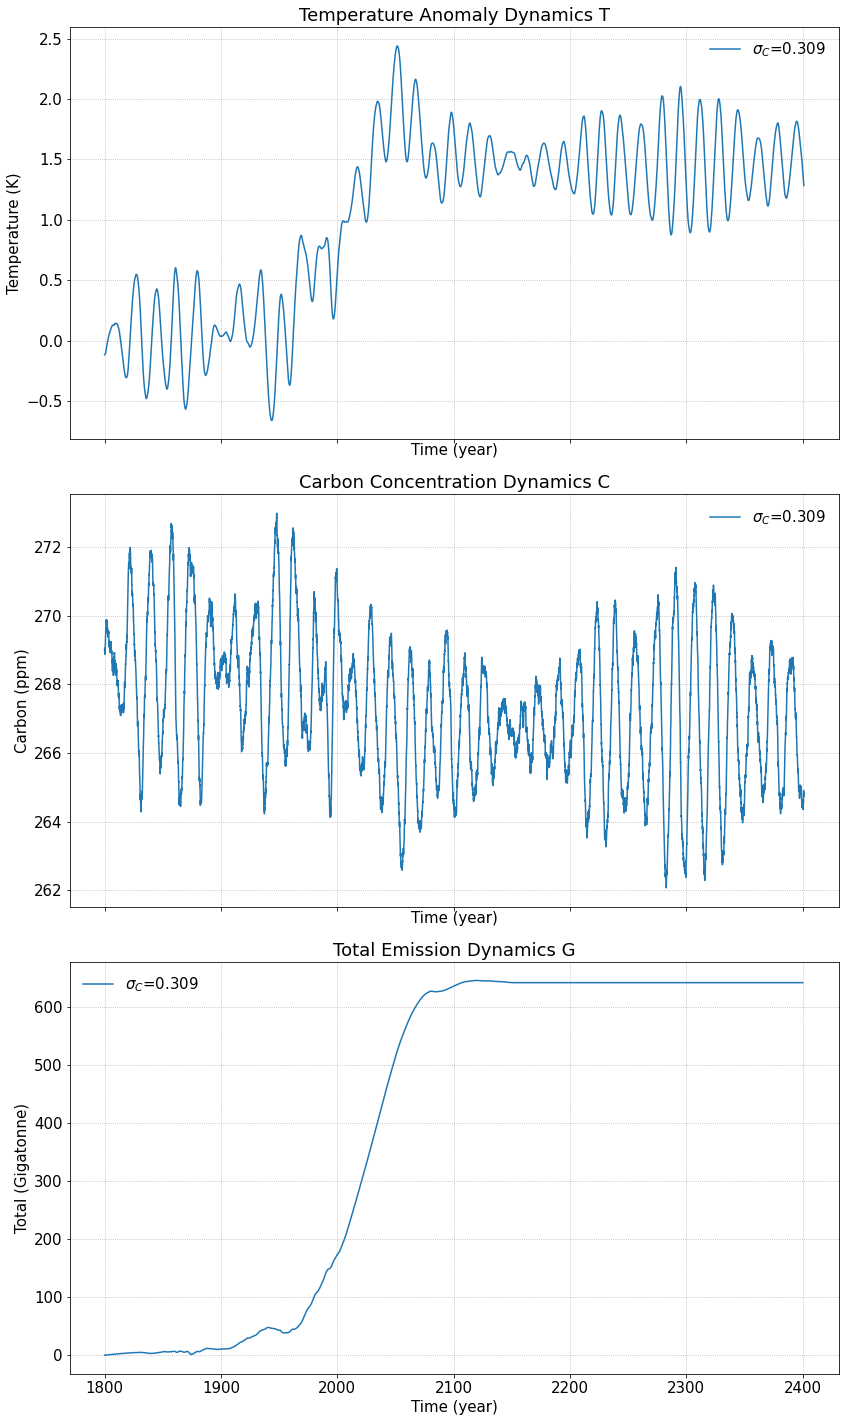 Temperature Anomaly Dynamics T
2.5
σC=0.309
2.0
1.5
Temperature (K)
1.0
0.5
0.0
−0.5
Time (year)
Carbon Concentration Dynamics C
σC=0.309
272
270
268
Carbon (ppm)
266
264
262
Time (year)
Total Emission Dynamics G
σC=0.309
600
500
400
Total (Gigatonne)
300
200
100
0
1800 1900 2000 2100 2200 2300 2400
Time (year)